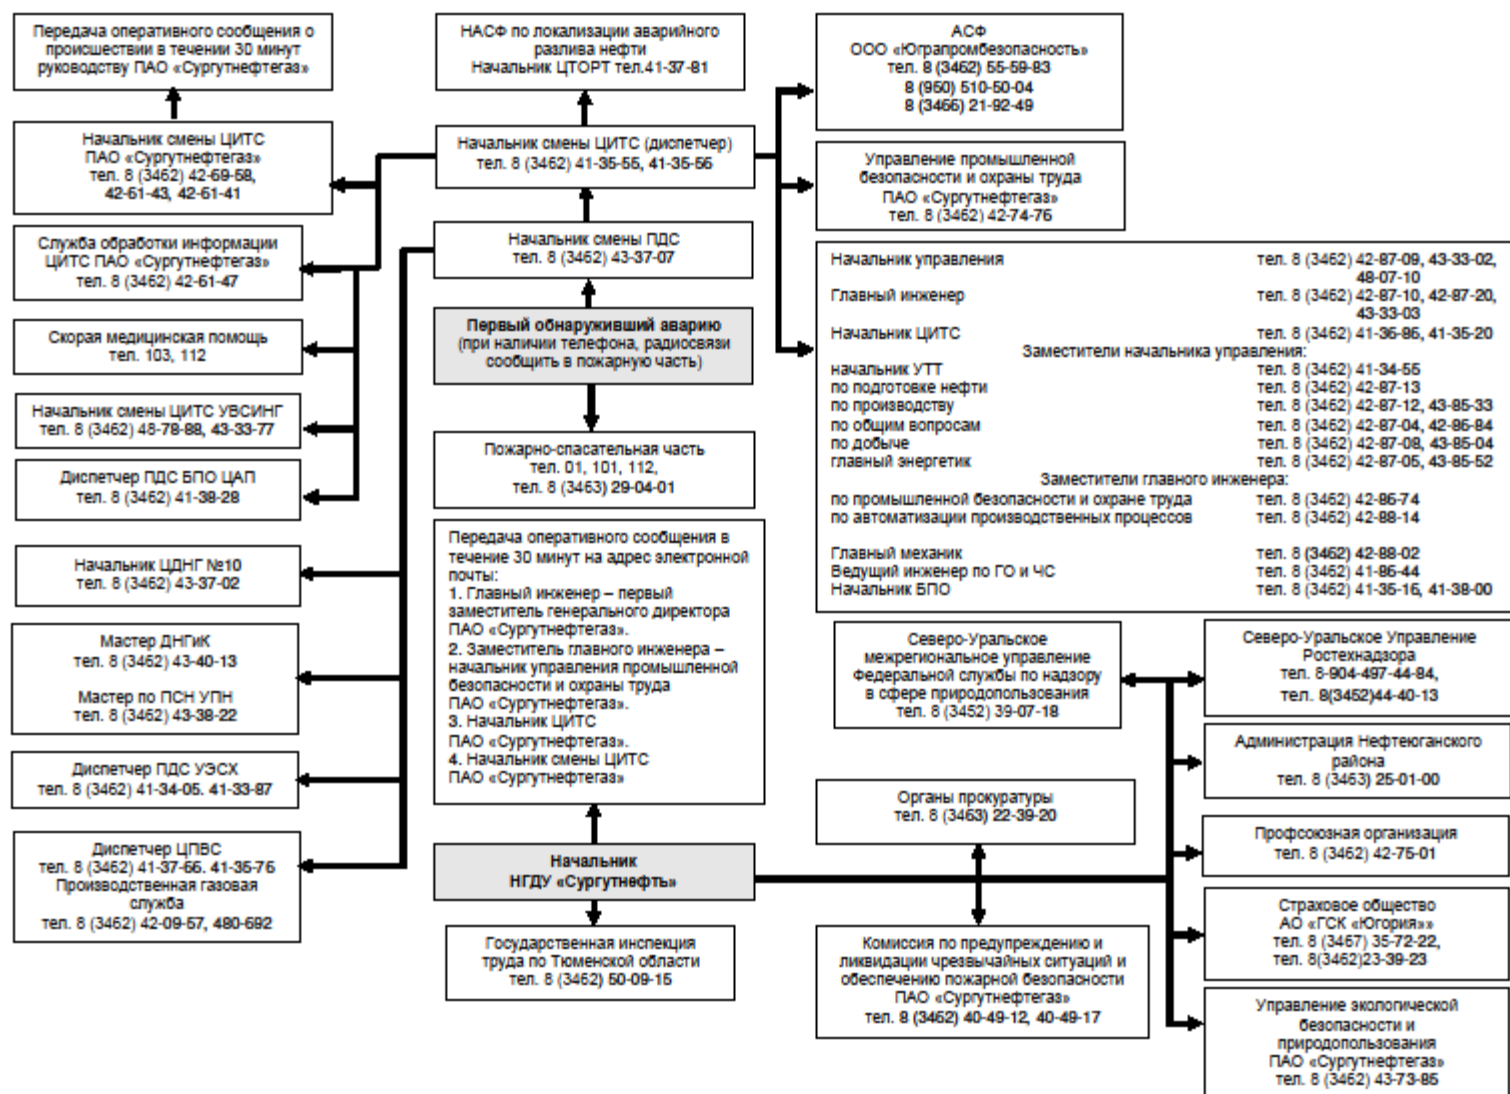 Передача оперативного сообщения о
происшествии в течении 30 минут
руководству ПАО «Сургутнефтегаз»
НАСФ по локализации аварийного
разлива нефти
Начальник ЦТОРТ тел.41-37-81
АСФ
ООО «Юграпромбезопасность»
тел. 8 (3462) 55-59-83
8 (950) 510-50-04
8 (3466) 21-92-49
Начальник смены ЦИТС
ПАО «Сургутнефтегаз»
тел. 8 (3462) 42-69-58,
42-61-43, 42-61-41
Начальник смены ЦИТС (диспетчер)
тел. 8 (3462) 41-35-55, 41-35-56
Управление промышленной
безопасности и охраны труда
ПАО «Сургутнефтегаз»
тел. 8 (3462) 42-74-76
Служба обработки информации
ЦИТС ПАО «Сургутнефтегаз»
тел. 8 (3462) 42-61-47
Начальник смены ПДС
тел. 8 (3462) 43-37-07
Первый обнаруживший аварию
(при наличии телефона, радиосвязи
сообщить в пожарную часть)
Скорая медицинская помощь
тел. 103, 112
Начальник смены ЦИТС УВСИНГ
тел. 8 (3462) 48-78-88, 43-33-77
Пожарно-спасательная часть
тел. 01, 101, 112,
тел. 8 (3463) 29-04-01
Диспетчер ПДС БПО ЦАП
тел. 8 (3462) 41-38-28
Начальник управления тел. 8 (3462) 42-87-09, 43-33-02,
48-07-10
Главный инженер тел. 8 (3462) 42-87-10, 42-87-20,
43-33-03
Начальник ЦИТС тел. 8 (3462) 41-36-86, 41-35-20
Заместители начальника управления:
начальник УТТ тел. 8 (3462) 41-34-55
по подготовке нефти тел. 8 (3462) 42-87-13
по производству тел. 8 (3462) 42-87-12, 43-85-33
по общим вопросам тел. 8 (3462) 42-87-04, 42-86-84
по добыче тел. 8 (3462) 42-87-08, 43-85-04
главный энергетик тел. 8 (3462) 42-87-05, 43-85-52
Заместители главного инженера:
по промышленной безопасности и охране труда тел. 8 (3462) 42-86-74
по автоматизации производственных процессов тел. 8 (3462) 42-88-14
Главный механик тел. 8 (3462) 42-88-02
Ведущий инженер по ГО и ЧС тел. 8 (3462) 41-86-44
Начальник БПО тел. 8 (3462) 41-35-16, 41-38-00
Начальник ЦДНГ №10
тел. 8 (3462) 43-37-02
Мастер ДНГиК
тел. 8 (3462) 43-40-13
Мастер по ПСН УПН
тел. 8 (3462) 43-38-22
Диспетчер ПДС УЭСХ
тел. 8 (3462) 41-34-05. 41-33-87
Диспетчер ЦПВС
тел. 8 (3462) 41-37-66. 41-35-76
Производственная газовая
служба
тел. 8 (3462) 42-09-57, 480-692
Передача оперативного сообщения в
течение 30 минут на адрес электронной
почты:
1. Главный инженер – первый
заместитель генерального директора
ПАО «Сургутнефтегаз».
2. Заместитель главного инженера –
начальник управления промышленной
безопасности и охраны труда
ПАО «Сургутнефтегаз».
3. Начальник ЦИТС
ПАО «Сургутнефтегаз».
4. Начальник смены ЦИТС
ПАО «Сургутнефтегаз»
Начальник
НГДУ «Сургутнефть»
Государственная инспекция
труда по Тюменской области
тел. 8 (3462) 50-09-15
Северо-Уральское
межрегиональное управление
Федеральной службы по надзору
в сфере природопользования
тел. 8 (3452) 39-07-18
Органы прокуратуры
тел. 8 (3463) 22-39-20
Комиссия по предупреждению и
ликвидации чрезвычайных ситуаций и
обеспечению пожарной безопасности
ПАО «Сургутнефтегаз»
тел. 8 (3462) 40-49-12, 40-49-17
Северо-Уральское Управление
Ростехнадзора
тел. 8-904-497-44-84,
тел. 8(3452)44-40-13
Администрация Нефтеюганского
района
тел. 8 (3463) 25-01-00
Профсоюзная организация
тел. 8 (3462) 42-75-01
Страховое общество
АО «ГСК «Югория»»
тел. 8 (3467) 35-72-22,
тел. 8(3462)23-39-23
Управление экологической
безопасности и
природопользования
ПАО «Сургутнефтегаз»
тел. 8 (3462) 43-73-85